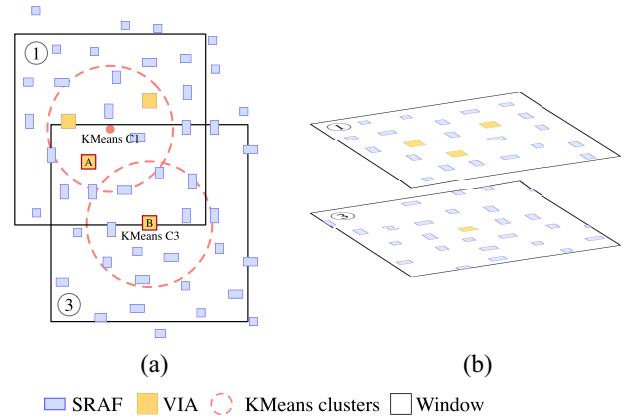 1
KMeans C1
A
B
KMeans C3
3
1
3
(a)
(b)
SRAF VIA KMeans clusters Window